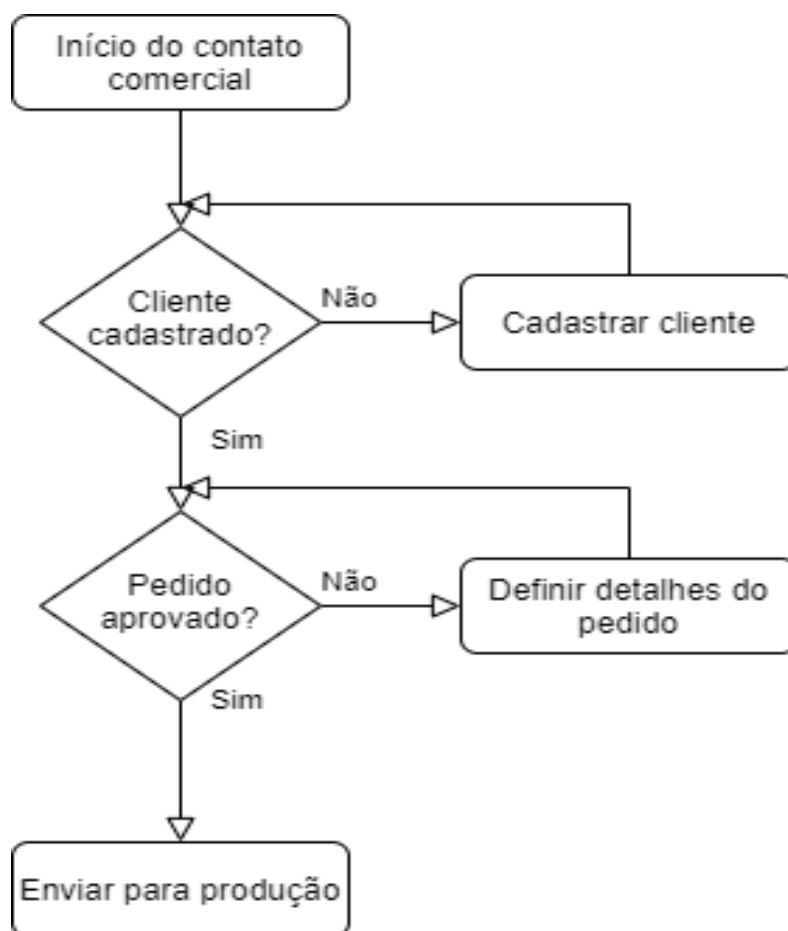 Início do contato
comercial
Cliente
cadastrado?
Não
Cadastrar cliente
Sim
Pedido
aprovado?
Não
Definir detalhes do
pedido
Sim
Enviar para produção